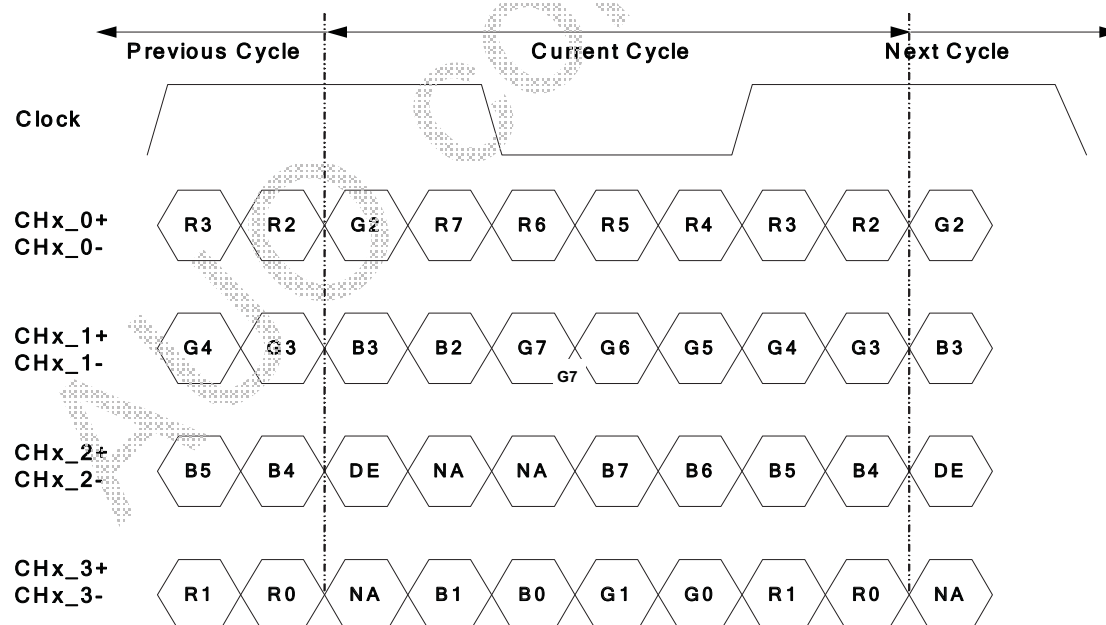 Previous Cycle Current Cycle Next Cycle
Clock
CHx_0+
CHx_0-
R3 R2 G2 R7 R6 R5 R4 R3 R2 G2
CHx_1+
CHx_1-
G4 G3 B3 B2 G7 G6 G5 G4 G3 B3
G7
CHx_2+
CHx_2-
B5 B4 DE NA NA B7 B6 B5 B4 DE
CHx_3+
CHx_3-
R1 R0 NA B1 B0 G1 G0 R1 R0 NA